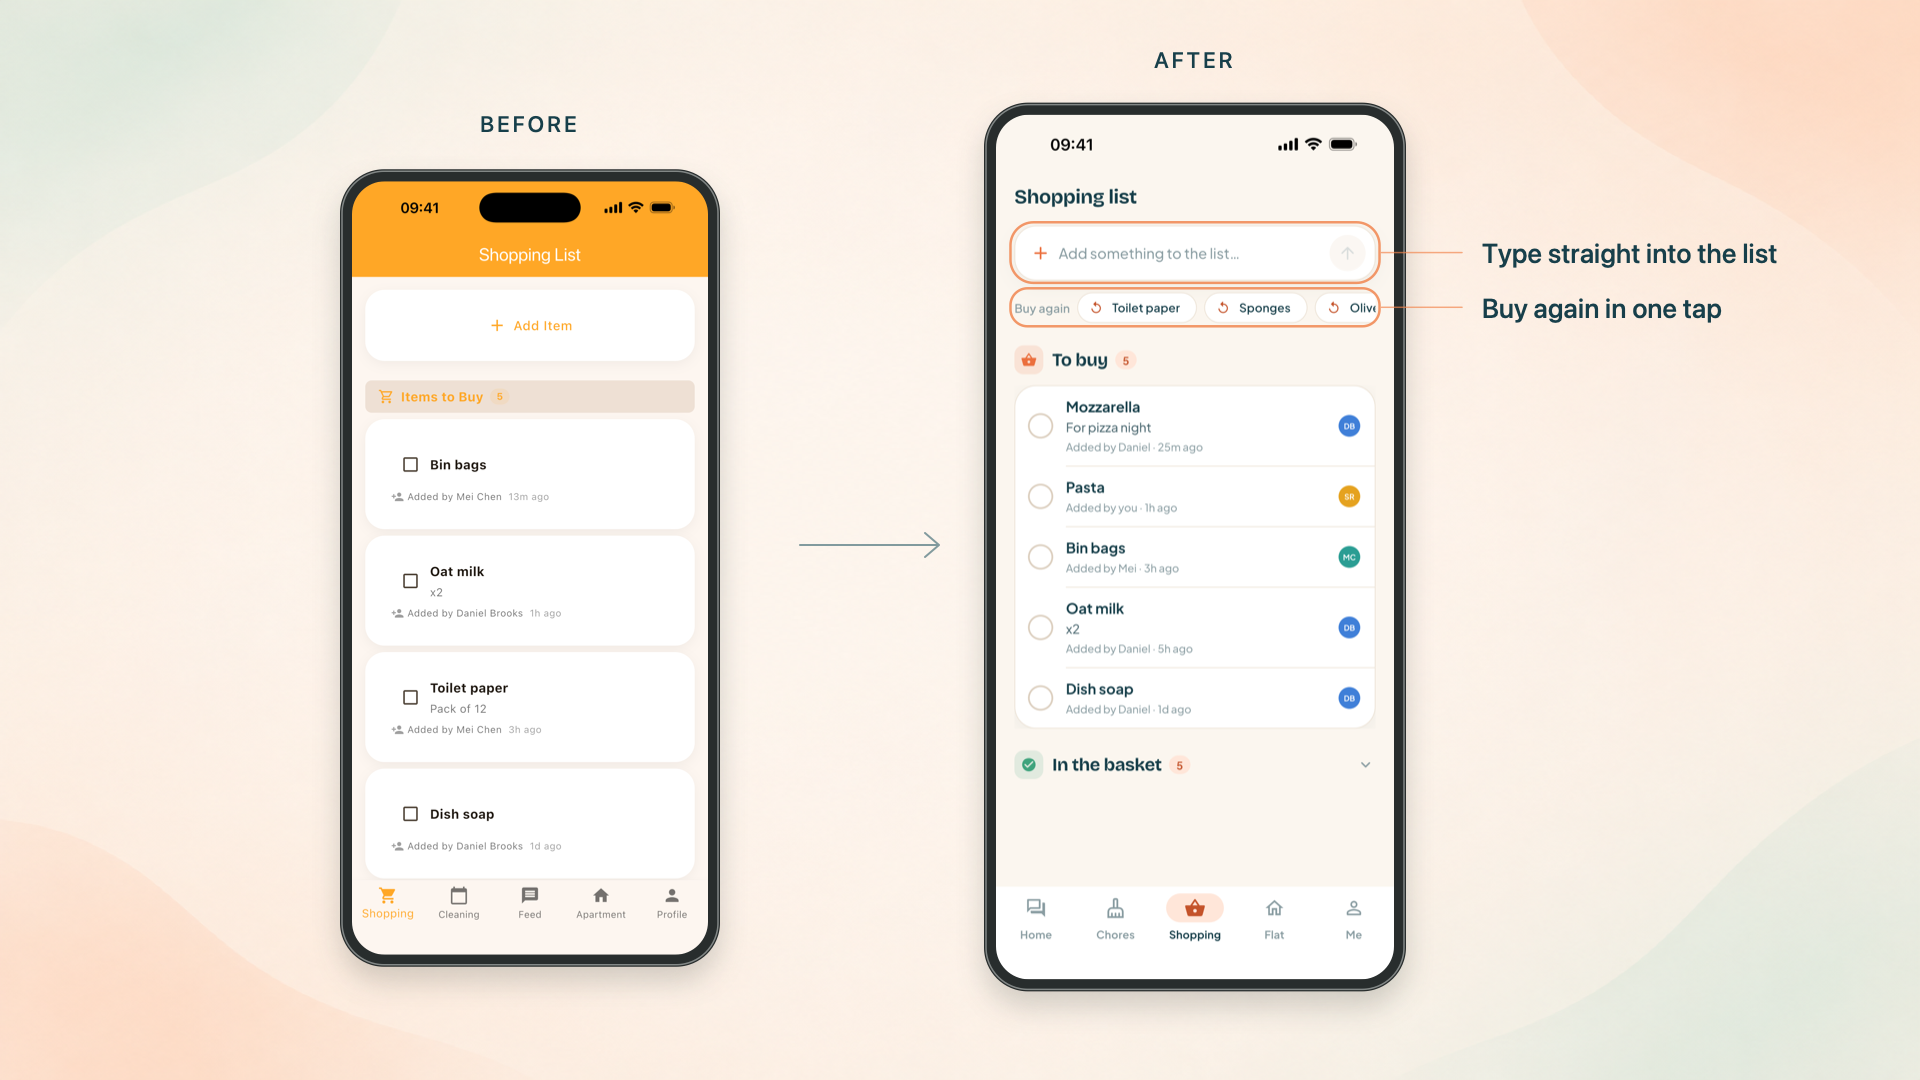 BEFORE
09:41
Shopping List
+ Add Item
Items to Buy 5
Bin bags
Added by Mei Chen 13m ago
Oat milk
x2
Added by Daniel Brooks 1h ago
Toilet paper
Pack of 12
Added by Mei Chen 3h ago
Dish soap
Added by Daniel Brooks 1d ago
Shopping Cleaning Feed Apartment Profile
AFTER
09:41
Shopping list
+ Add something to the list...
Buy again Toilet paper Sponges Olive
To buy 5
Mozzarella
For pizza night
Added by Daniel · 25m ago
DB
Pasta
Added by you · 1h ago
SR
Bin bags
Added by Mei · 3h ago
MC
Oat milk
x2
Added by Daniel · 5h ago
DB
Dish soap
Added by Daniel · 1d ago
DB
In the basket 5
Home Chores Shopping Flat Me
Type straight into the list
Buy again in one tap